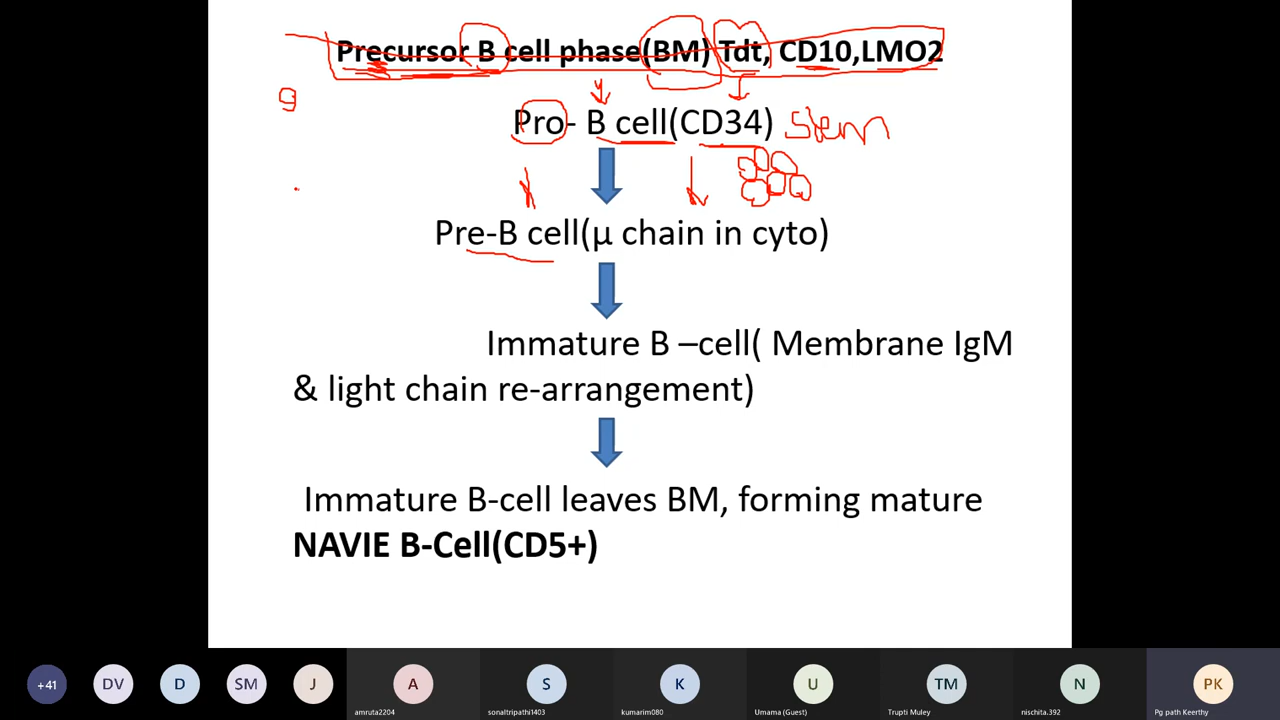 Precursor B cell phase(BM) Tdt, CD10,LMO2
g
Pro- B cell(CD34) Stem
Pre-B cell(µ chain in cyto)
Immature B –cell( Membrane IgM
& light chain re-arrangement)
Immature B-cell leaves BM, forming mature
NAVIE B-Cell(CD5+)
+41 DV D SM J A S K U TM N PK
amruta2204 sonaltripathi1403 kumarim080 Umama (Guest) Trupti Muley nischita.392 Pg path Keerthy